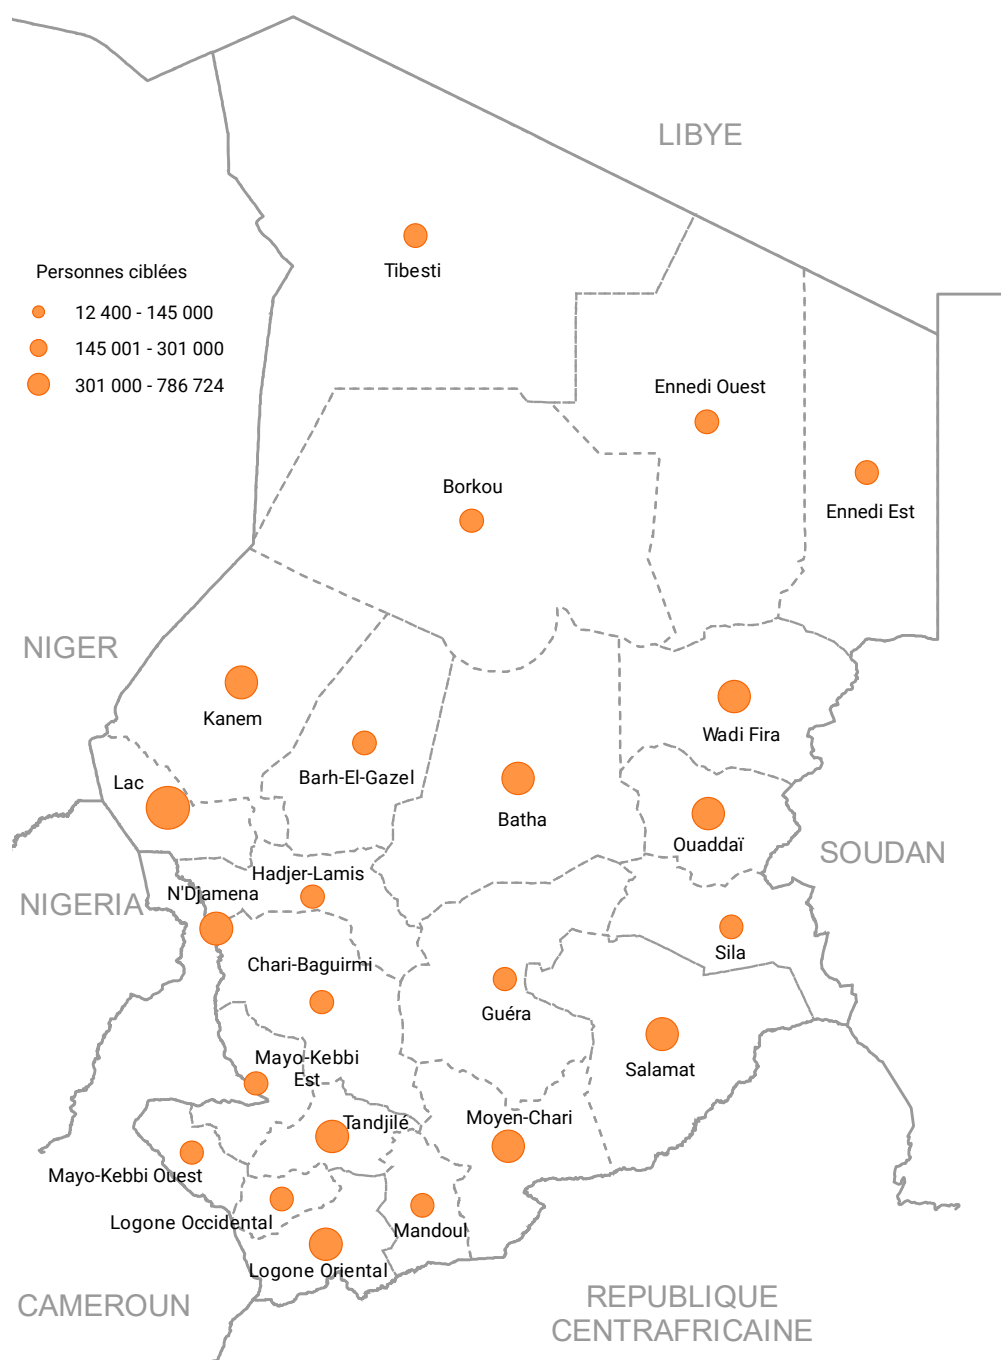 LIBYE
Tibesti
Personnes ciblées
12 400 - 145 000
145 001 - 301 000
301 000 - 786 724
Ennedi Ouest
Borkou
Ennedi Est
NIGER
Kanem
Wadi Fira
Barh-El-Gazel
Lac
Batha
Ouaddaï
SOUDAN
Hadjer-Lamis
N'Djamena
NIGERIA
Sila
Chari-Baguirmi
Guéra
Mayo-Kebbi
Est
Salamat
Tandjilé
Moyen-Chari
Mayo-Kebbi Ouest
Logone Occidental
Mandoul
Logone Oriental
CAMEROUN
REPUBLIQUE
CENTRAFRICAINE